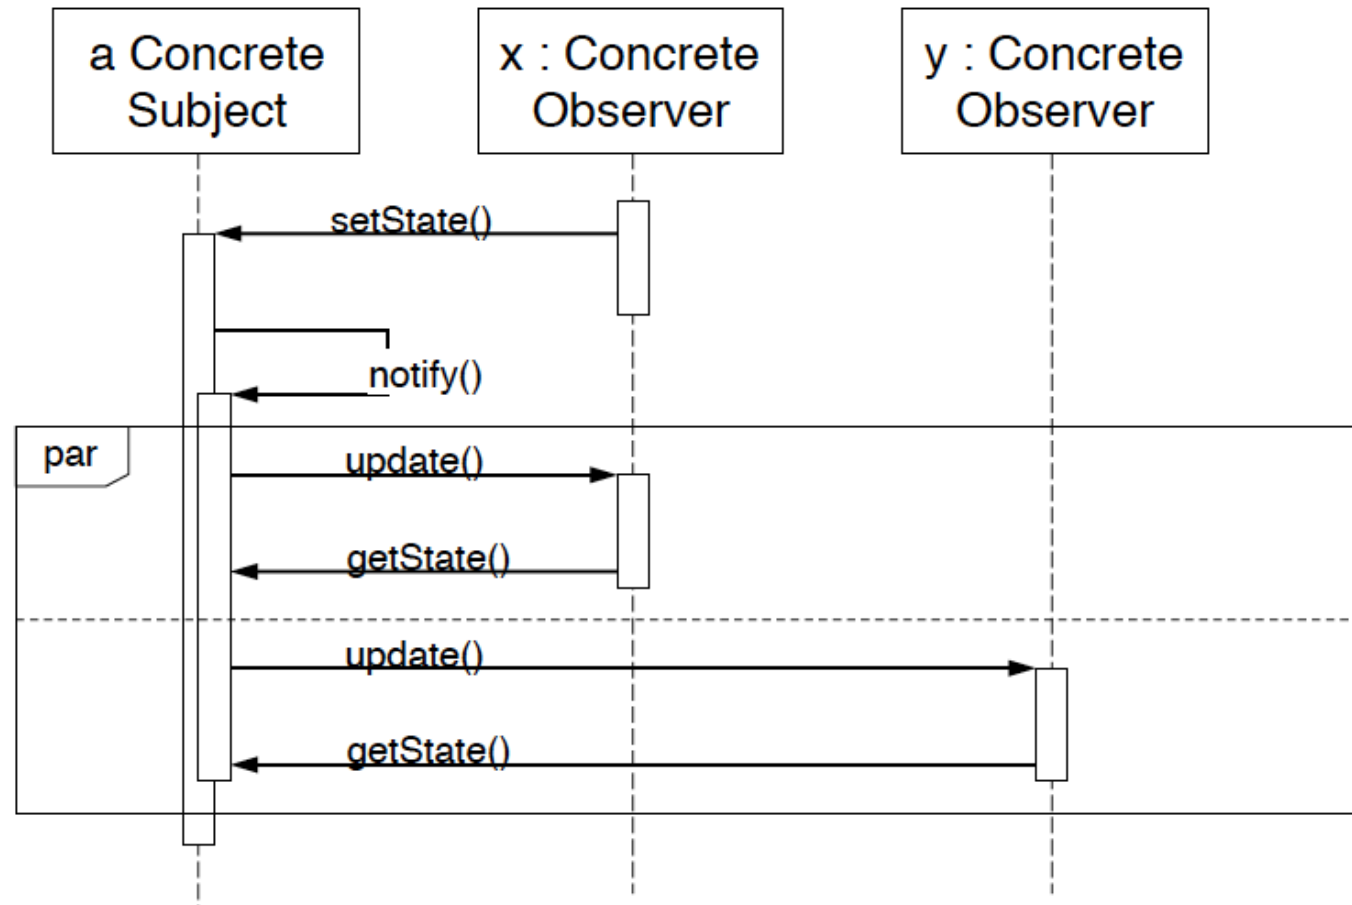 a Concrete
Subject
x : Concrete
Observer
y : Concrete
Observer
setState()
notify()
par
update()
getState()
update()
getState()